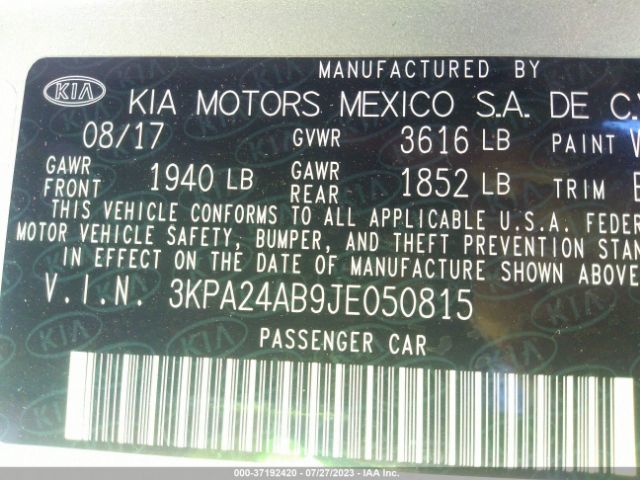 MANUFACTURED BY
KIA KIA MOTORS MEXICO S.A. DE C.V
08/17 GVWR 3616 LB PAINT
GAWR FRONT 1940 LB GAWR REAR 1852 LB TRIM
THIS VEHICLE CONFORMS TO ALL APPLICABLE U.S.A. FEDER
MOTOR VEHICLE SAFETY, BUMPER, AND THEFT PREVENTION STAN
IN EFFECT ON THE DATE OF MANUFACTURE SHOWN ABOVE
V.I.N. 3KPA24AB9JE050815
PASSENGER CAR
000-37192420 - 07/27/2023 - IAAI.COM